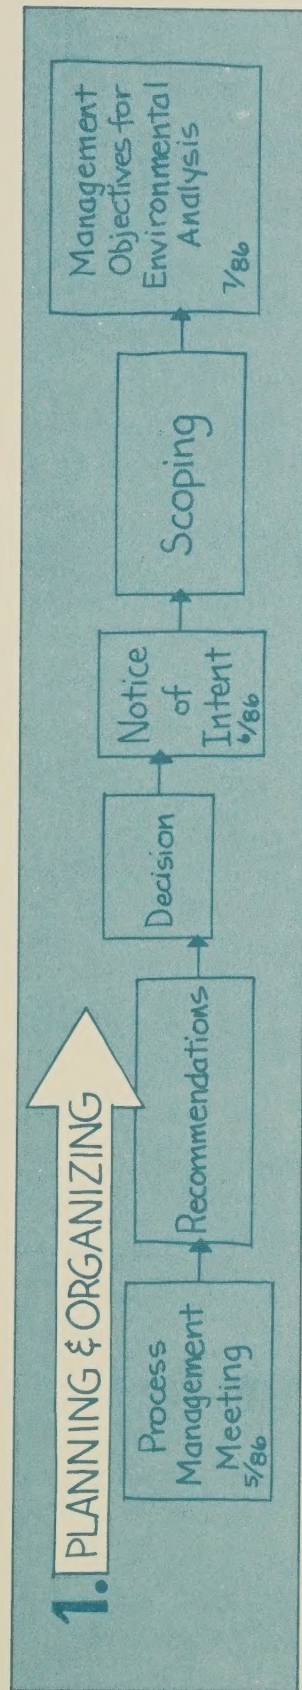 1. PLANNING & ORGANIZING
Process
Management
Meeting
5/86
Recommendations
Decision
Notice
of
Intent
6/86
Scoping
Management
Objectives for
Environmental
Analysis
7/86